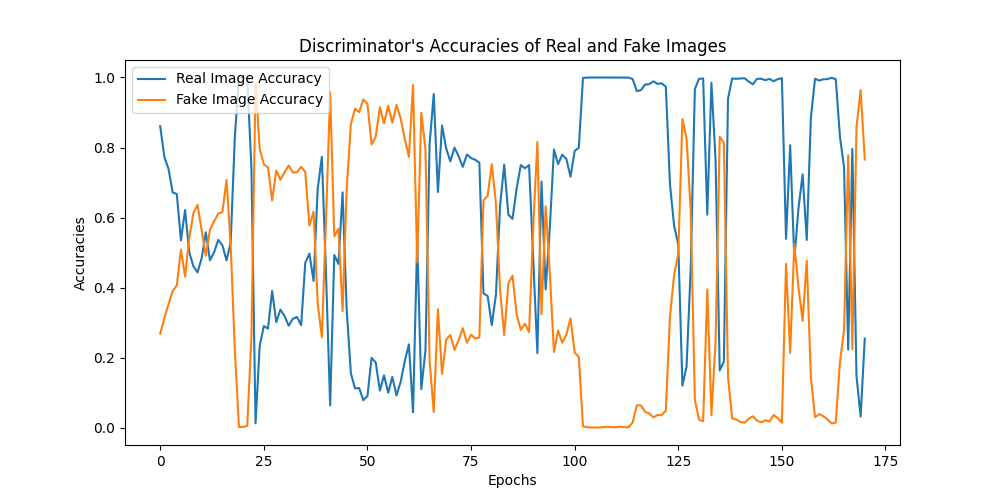 Discriminator's Accuracies of Real and Fake Images
Real Image Accuracy
Fake Image Accuracy
Accuracies
1.0
0.8
0.6
0.4
0.2
0.0
0 25 50 75 100 125 150 175
Epochs